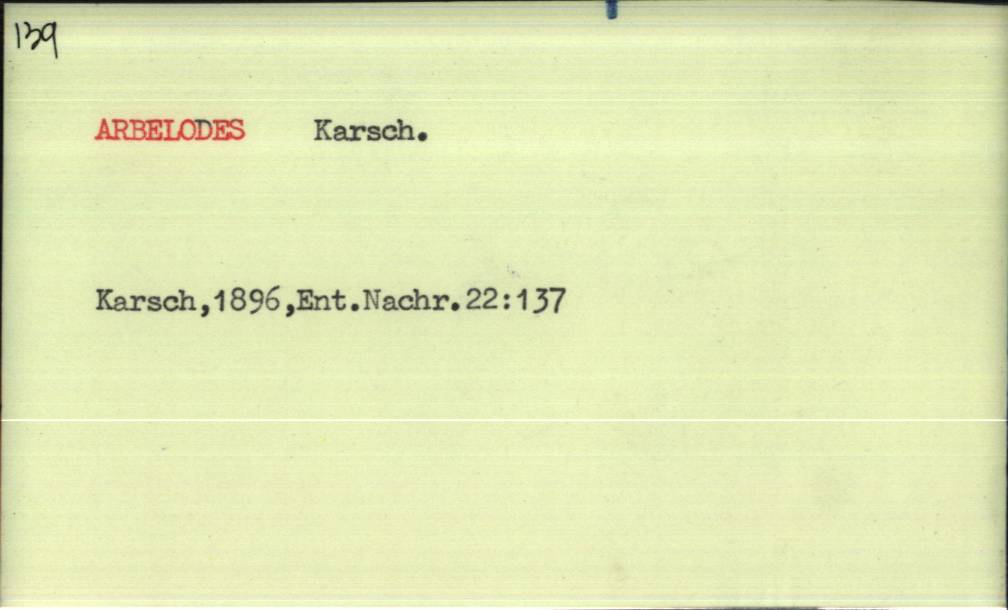 139
ARBELODES Karsch.
Karsch,1896,Ent.Nachr.22:137